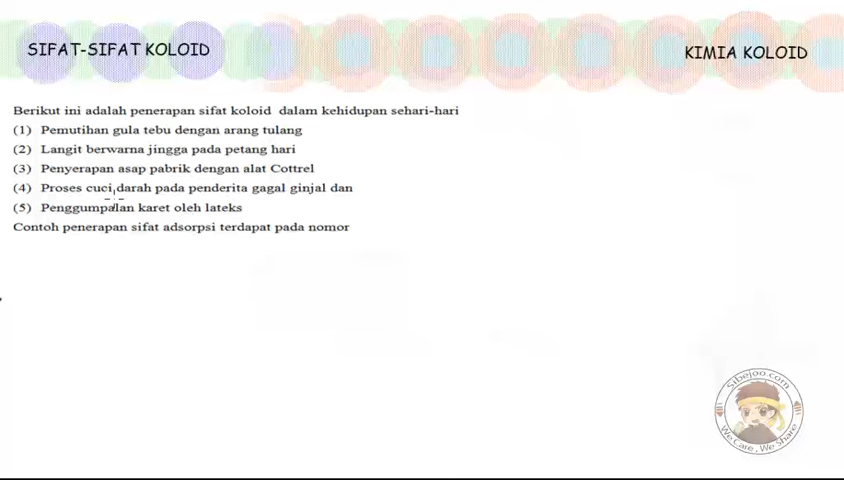 SIFAT-SIFAT KOLOID
KIMIA KOLOID
Berikut ini adalah penerapan sifat koloid dalam kehidupan sehari-hari
(1) Pemutihan gula tebu dengan arang tulang
(2) Langit berwarna jingga pada petang hari
(3) Penyerapan asap pabrik dengan alat Cottrel
(4) Proses cuci darah pada penderita gagal ginjal dan
(5) Penggumpalan karet oleh lateks
Contoh penerapan sifat adsorpsi terdapat pada nomor
Sibejoo.com
We Care, We Share